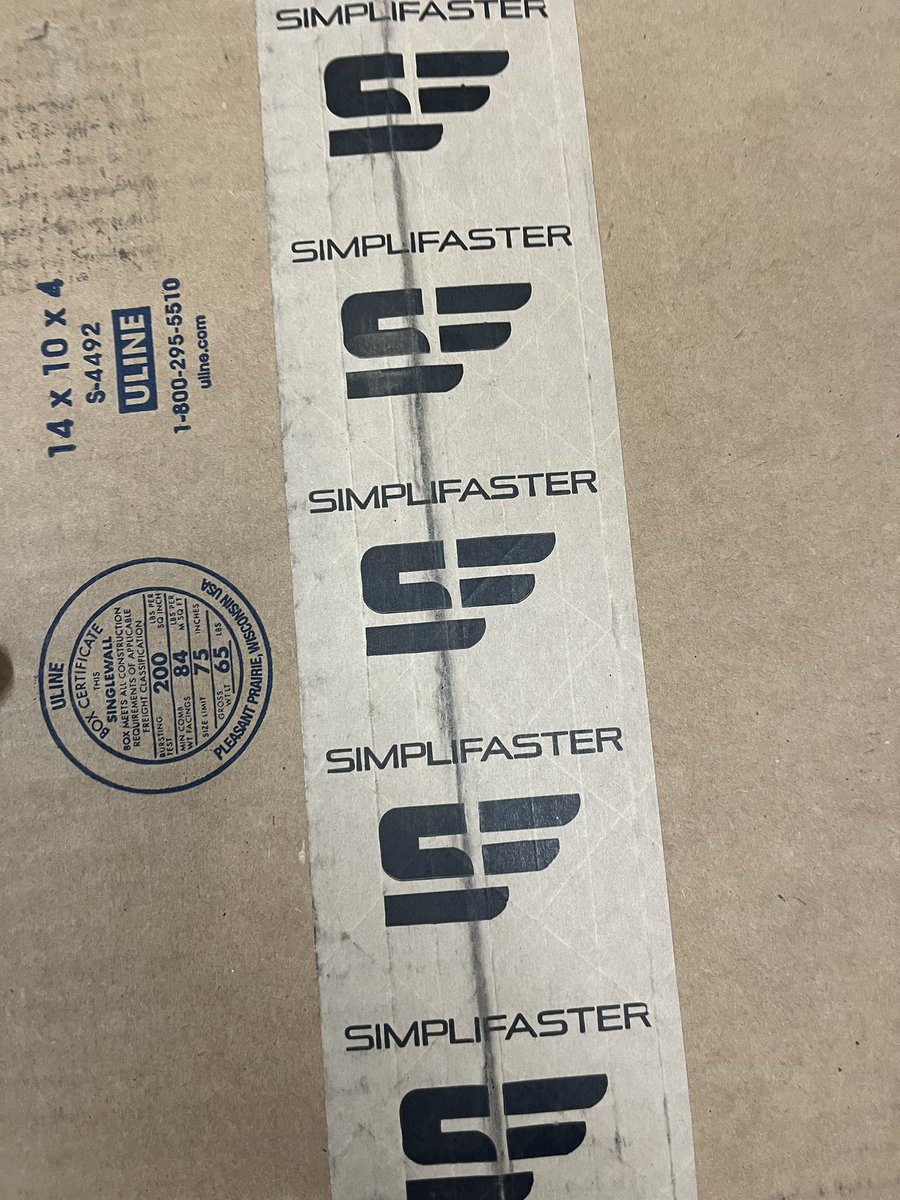 SIMPLIFASTER
SF
SIMPLIFASTER
SF
SIMPLIFASTER
SF
SIMPLIFASTER
SF
SIMPLIFASTER
SF
14 X 10 X 4
S-4492
ULINE
1-800-295-5510
uline.com
ULINE
BOX CERTIFICATE
THIS
SINGLEWALL
BOX MEETS ALL CONSTRUCTION
REQUIREMENTS OF APPLICABLE
FREIGHT CLASSIFICATION
BURSTING TEST 200 LBS PER SQ INCH
MIN COMB WT FACINGS 84 LBS PER M SQ FT
SIZE LIMIT 75 INCHES
GROSS WT LT 65 LBS
PLEASANT PRAIRIE, WISCONSIN USA